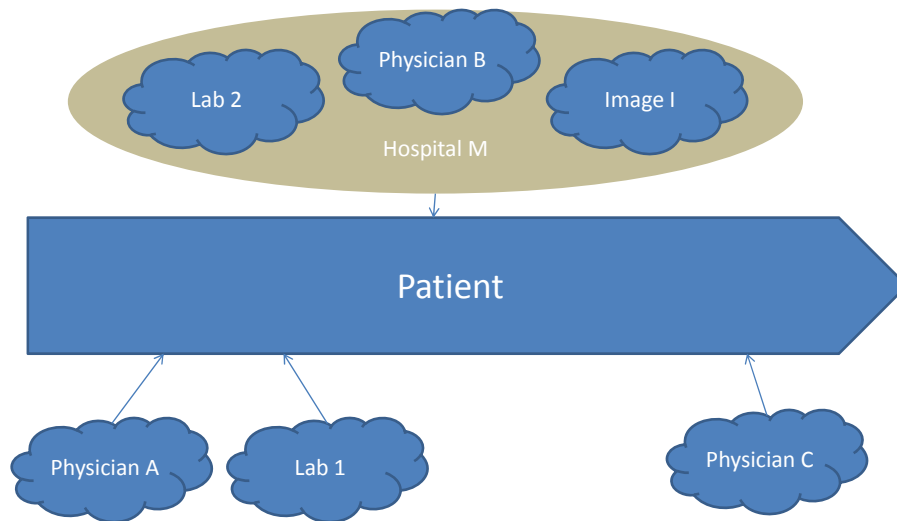 Physician B
Lab 2
Image I
Hospital M
Patient
Physician A
Lab 1
Physician C